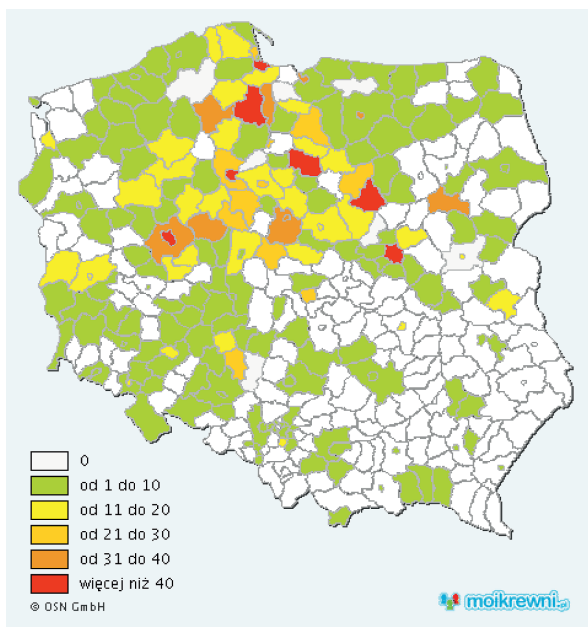 0
od 1 do 10
od 11 do 20
od 21 do 30
od 31 do 40
więcej niż 40
© OSN GmbH
moikrewni.pl